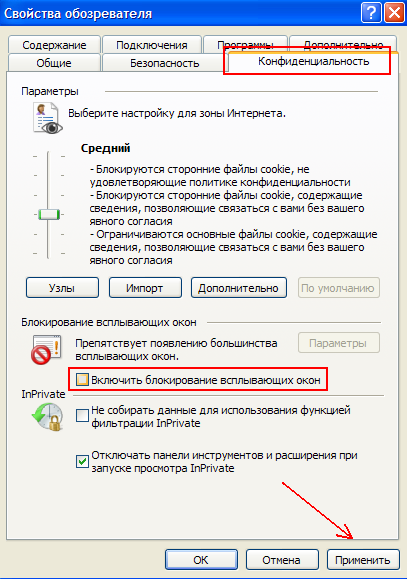 Свойства обозревателя
Содержание Подключения Программы Дополнительно
Общие Безопасность Конфиденциальность
Параметры
Выберите настройку для зоны Интернета.
Средний
- Блокируются сторонние файлы cookie, не
удовлетворяющие политике конфиденциальности
- Блокируются сторонние файлы cookie, содержащие
сведения, позволяющие связаться с вами без вашего
явного согласия
- Ограничиваются основные файлы cookie, содержащие
сведения, позволяющие связаться с вами без вашего
явного согласия
Узлы Импорт Дополнительно По умолчанию
Блокирование всплывающих окон
Препятствует появлению большинства
всплывающих окон.
Параметры
Включить блокирование всплывающих окон
InPrivate
Не собирать данные для использования функцией
фильтрации InPrivate
Отключать панели инструментов и расширения при
запуске просмотра InPrivate
ОК Отмена Применить